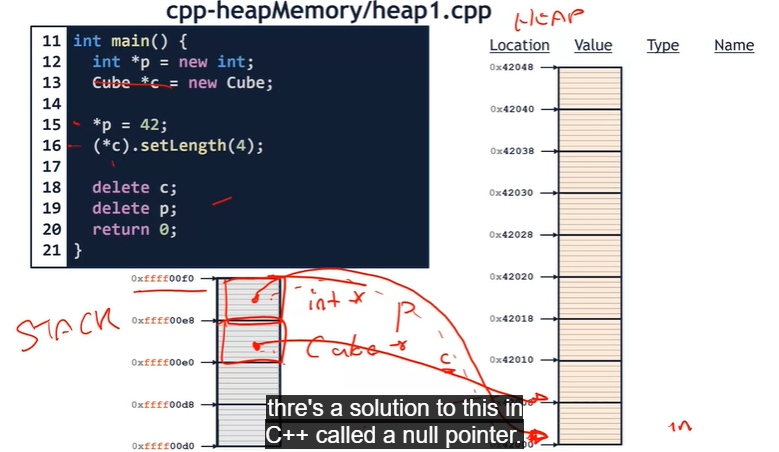 cpp-heapMemory/heap1.cpp
HEAP
Location Value Type Name
11 int main() {
12 int *p = new int;
13 Cube *c = new Cube;
14
15 *p = 42;
16 (*c).setLength(4);
17
18 delete c;
19 delete p;
20 return 0;
21 }
0x42048
0x42040
0x42038
0x42030
0x42028
0x42020
0x42018
0x42010
STACK
0xffff00f0
int * p
0xffff00e8
Cube * c
0xffff00e0
0xffff00d8
0xffff00d0
thre's a solution to this in
C++ called a null pointer.
in